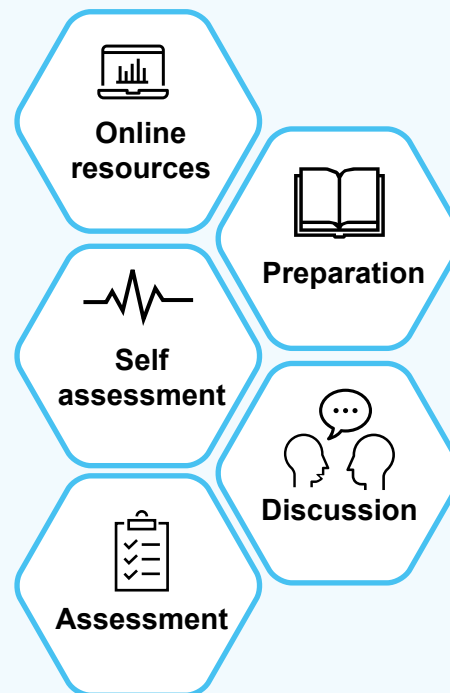 Online
resources
Preparation
Self
assessment
Discussion
Assessment